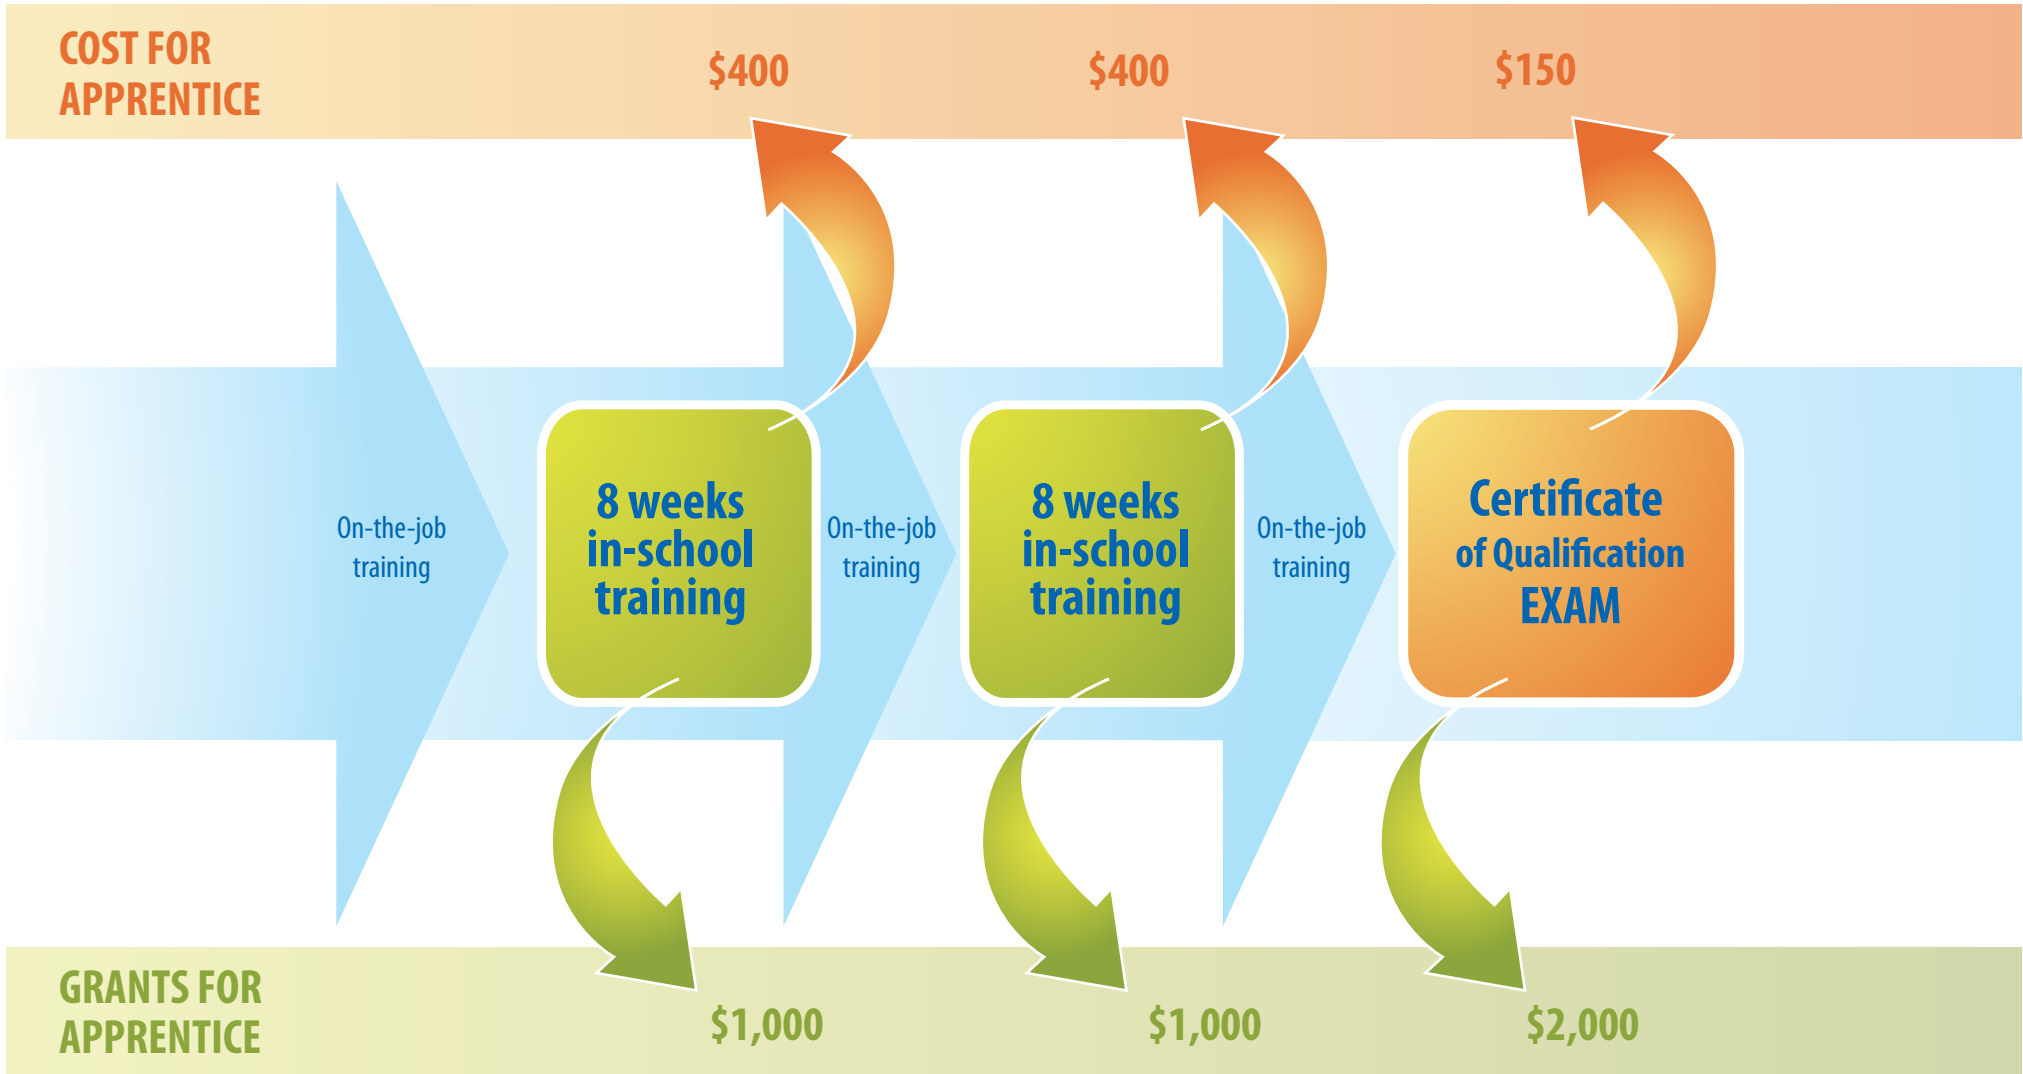 COST FOR
APPRENTICE
$400
$400
$150
On-the-job
training
8 weeks
in-school
training
On-the-job
training
8 weeks
in-school
training
On-the-job
training
Certificate
of Qualification
EXAM
GRANTS FOR
APPRENTICE
$1,000
$1,000
$2,000